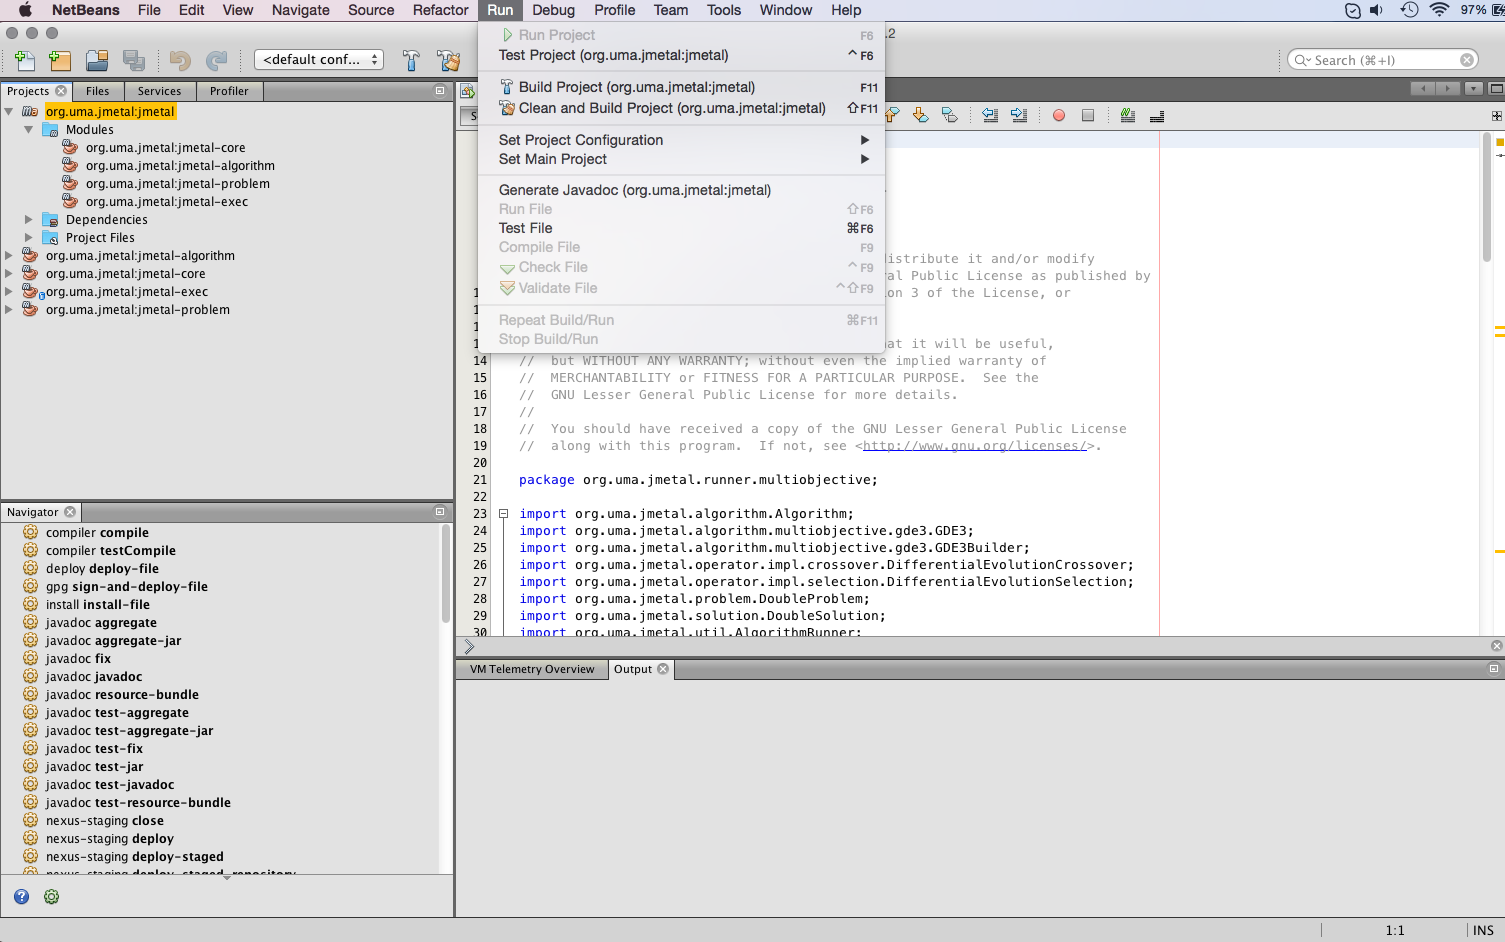 NetBeans File Edit View Navigate Source Refactor Run Debug Profile Team Tools Window Help 97%
.2
<default conf...
Search (⌘+I)
Projects Files Services Profiler
org.uma.jmetal:jmetal
Modules
org.uma.jmetal:jmetal-core
org.uma.jmetal:jmetal-algorithm
org.uma.jmetal:jmetal-problem
org.uma.jmetal:jmetal-exec
Dependencies
Project Files
org.uma.jmetal:jmetal-algorithm
org.uma.jmetal:jmetal-core
org.uma.jmetal:jmetal-exec
org.uma.jmetal:jmetal-problem
Run Project F6
Test Project (org.uma.jmetal:jmetal) ^F6
Build Project (org.uma.jmetal:jmetal) F11
Clean and Build Project (org.uma.jmetal:jmetal) ⇧F11
Set Project Configuration ▶
Set Main Project ▶
Generate Javadoc (org.uma.jmetal:jmetal)
Run File ⇧F6
Test File ⌘F6
Compile File F9
Check File ^F9
Validate File ^⇧F9
Repeat Build/Run ⌘F11
Stop Build/Run
distribute it and/or modify
ral Public License as published by
on 3 of the License, or
at it will be useful,
14 // but WITHOUT ANY WARRANTY; without even the implied warranty of
15 // MERCHANTABILITY or FITNESS FOR A PARTICULAR PURPOSE. See the
16 // GNU Lesser General Public License for more details.
17 //
18 // You should have received a copy of the GNU Lesser General Public License
19 // along with this program. If not, see <http://www.gnu.org/licenses/>.
20
21 package org.uma.jmetal.runner.multiobjective;
22
23 import org.uma.jmetal.algorithm.Algorithm;
24 import org.uma.jmetal.algorithm.multiobjective.gde3.GDE3;
25 import org.uma.jmetal.algorithm.multiobjective.gde3.GDE3Builder;
26 import org.uma.jmetal.operator.impl.crossover.DifferentialEvolutionCrossover;
27 import org.uma.jmetal.operator.impl.selection.DifferentialEvolutionSelection;
28 import org.uma.jmetal.problem.DoubleProblem;
29 import org.uma.jmetal.solution.DoubleSolution;
30 import org.uma.jmetal.util.AlgorithmRunner;
Navigator
compiler compile
compiler testCompile
deploy deploy-file
gpg sign-and-deploy-file
install install-file
javadoc aggregate
javadoc aggregate-jar
javadoc fix
javadoc javadoc
javadoc resource-bundle
javadoc test-aggregate
javadoc test-aggregate-jar
javadoc test-fix
javadoc test-jar
javadoc test-javadoc
javadoc test-resource-bundle
nexus-staging close
nexus-staging deploy
nexus-staging deploy-staged
nexus-staging deploy-staged-repository
VM Telemetry Overview Output
1:1 INS